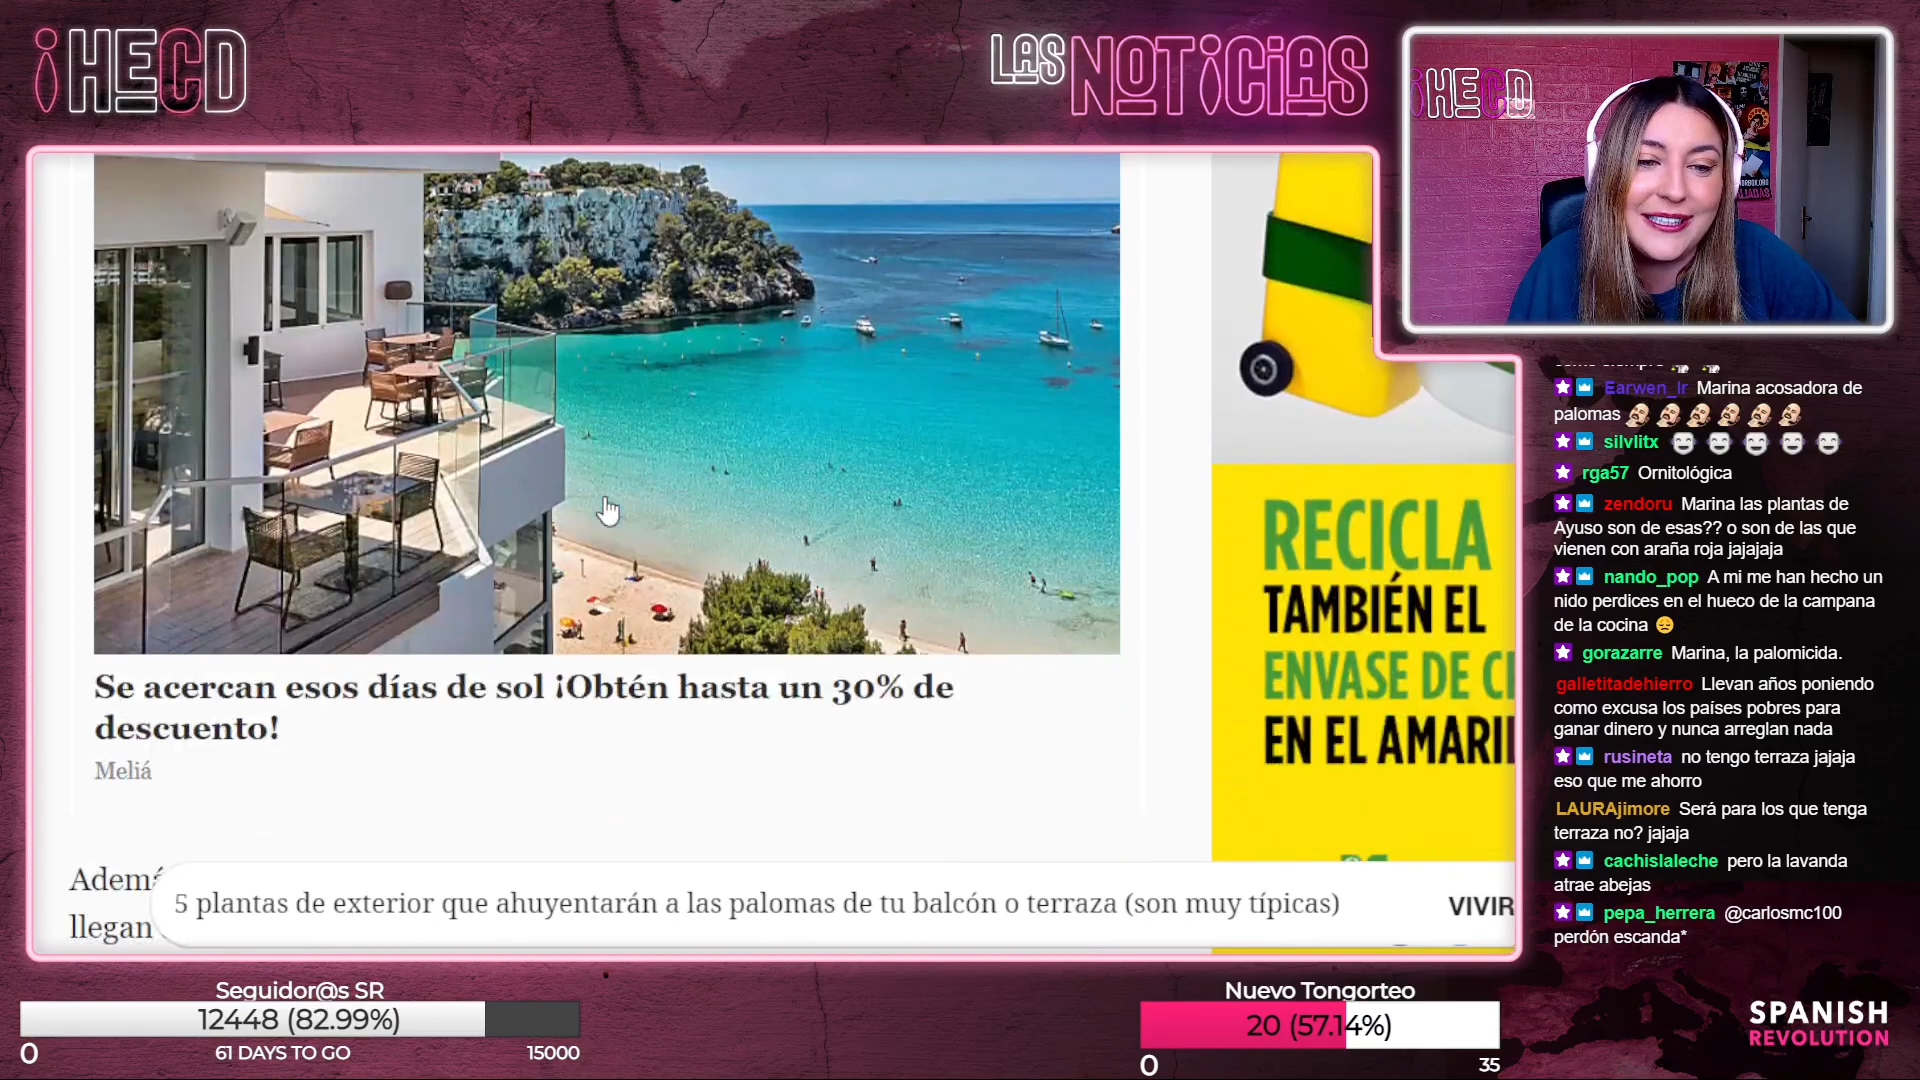 ¡HECD
LAS NOTICIAS
¡HECD
Se acercan esos días de sol ¡Obtén hasta un 30% de
descuento!
Meliá
Ademá
llegan
5 plantas de exterior que ahuyentarán a las palomas de tu balcón o terraza (son muy típicas)
VIVIR
RECICLA
TAMBIÉN EL
ENVASE DE
EN EL
Earwen_lr Marina acosadora de
palomas
silvlitx
rga57 Ornitológica
zendoru Marina las plantas de
Ayuso son de esas?? o son de las que
vienen con araña roja jajajaja
nando_pop A mi me han hecho un
nido perdices en el hueco de la campana
de la cocina 😔
gorazarre Marina, la palomicida.
galletitadehierro Llevan años poniendo
como excusa los países pobres para
ganar dinero y nunca arreglan nada
rusineta no tengo terraza jajaja
eso que me ahorro
LAURAjimore Será para los que tenga
terraza no? jajaja
cachislaleche pero la lavanda
atrae abejas
pepa_herrera @carlosmc100
perdón escanda*
Seguidor@s SR
12448 (82.99%)
0
61 DAYS TO GO
15000
Nuevo Tongorteo
20 (57.14%)
0
35
SPANISH
REVOLUTION